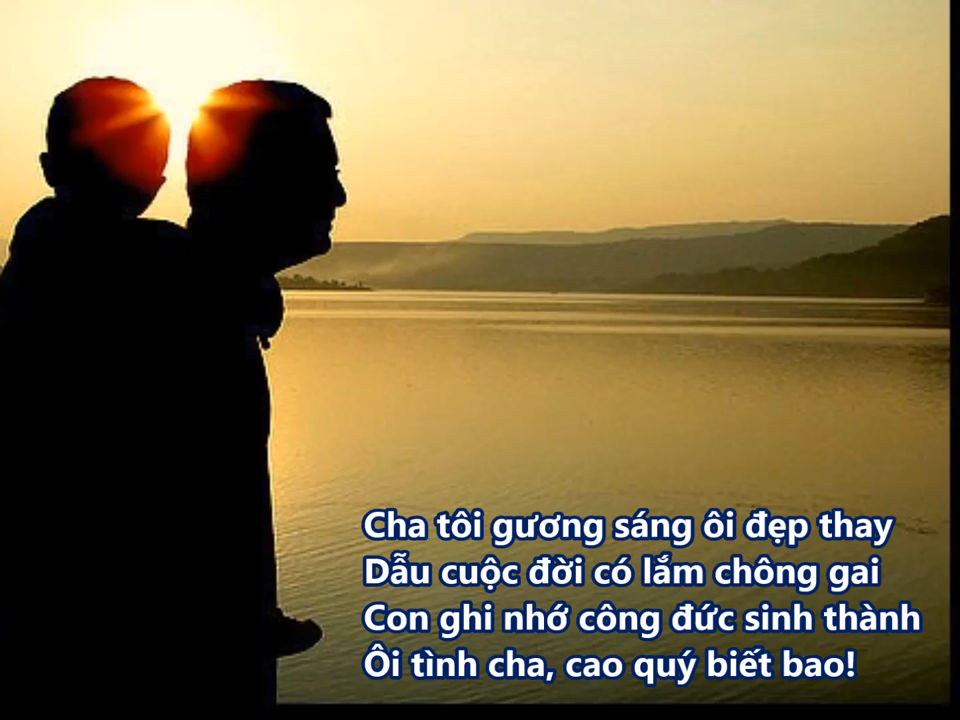 Cha tôi gương sáng ôi đẹp thay
Dẫu cuộc đời có lắm chông gai
Con ghi nhớ công đức sinh thành
Ôi tình cha, cao quý biết bao!